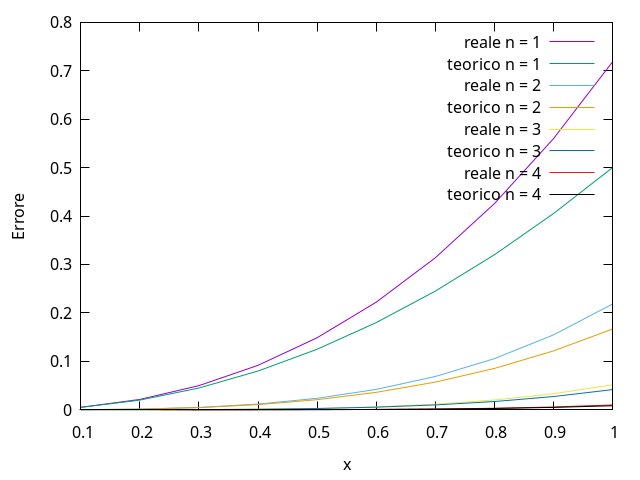 0.8
0.7
0.6
0.5
0.4
0.3
0.2
0.1
0
Errore
reale n = 1
teorico n = 1
reale n = 2
teorico n = 2
reale n = 3
teorico n = 3
reale n = 4
teorico n = 4
0.1 0.2 0.3 0.4 0.5 0.6 0.7 0.8 0.9 1
x